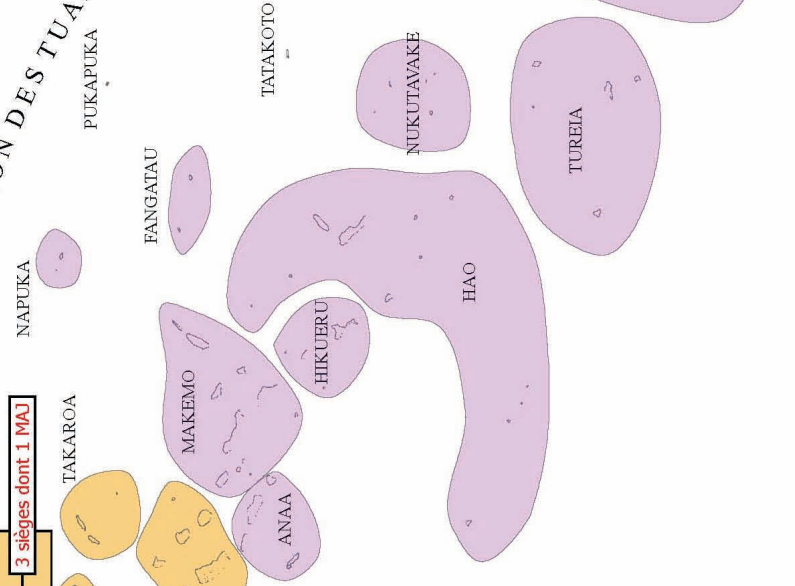 ON DES TUA
PUKAPUKA
TATAKOTO
NUKUTAVAKE
TUREIA
FANGATAU
NAPUKA
HAO
HIKUERU
MAKEMO
TAKAROA
ANAA
3 sièges dont 1 MAJ